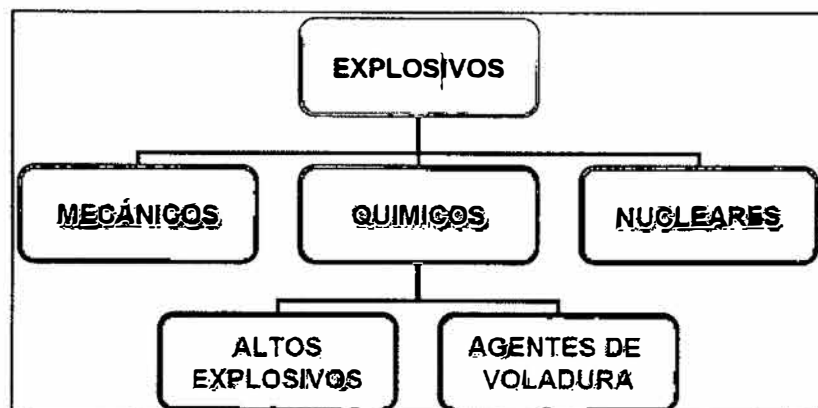 EXPLOSIVOS
MECÁNICOS
QUIMICOS
NUCLEARES
ALTOS
EXPLOSIVOS
AGENTES DE
VOLADURA